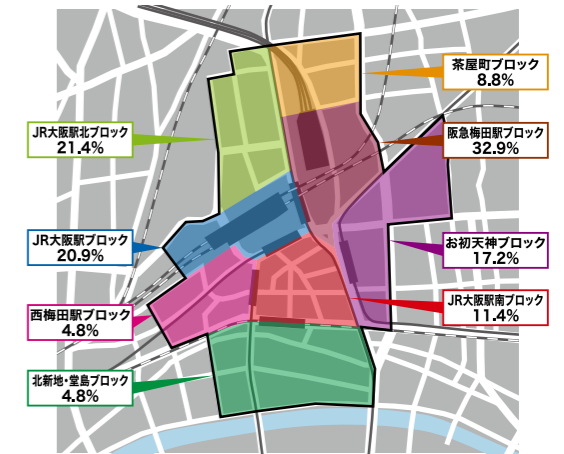 茶屋町ブロック
8.8%
JR大阪駅北ブロック
21.4%
阪急梅田駅ブロック
32.9%
JR大阪駅ブロック
20.9%
お初天神ブロック
17.2%
西梅田駅ブロック
4.8%
JR大阪駅南ブロック
11.4%
北新地・堂島ブロック
4.8%